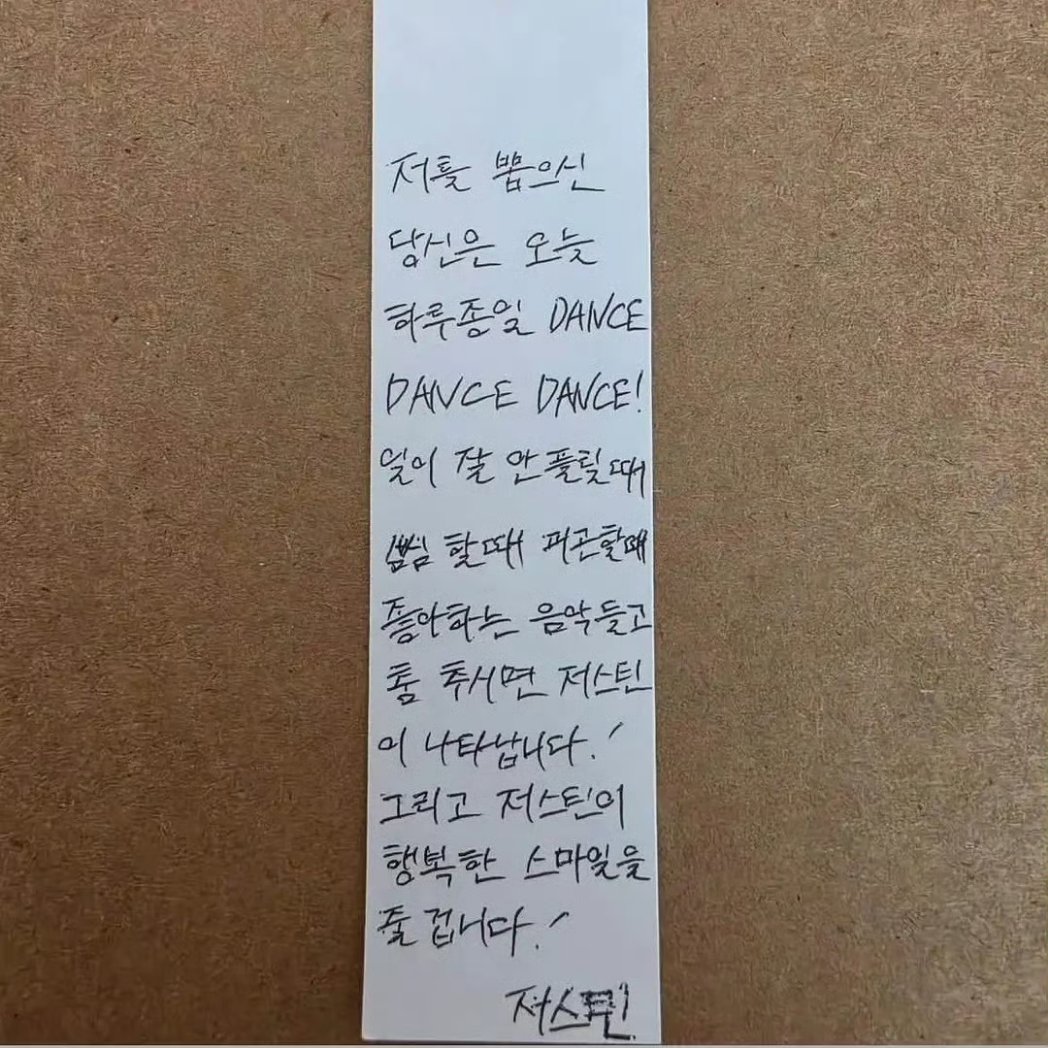 저를 뽑으신
당신은 오늘
하루종일 DANCE
DANCE DANCE!
일이 잘 안풀릴때
할때 피곤할때
좋아하는 음악듣고
춤 추시면 저스틴
이 나타납니다!
그리고 저스틴이
행복한 스마일을
줄겁니다!
저스틴